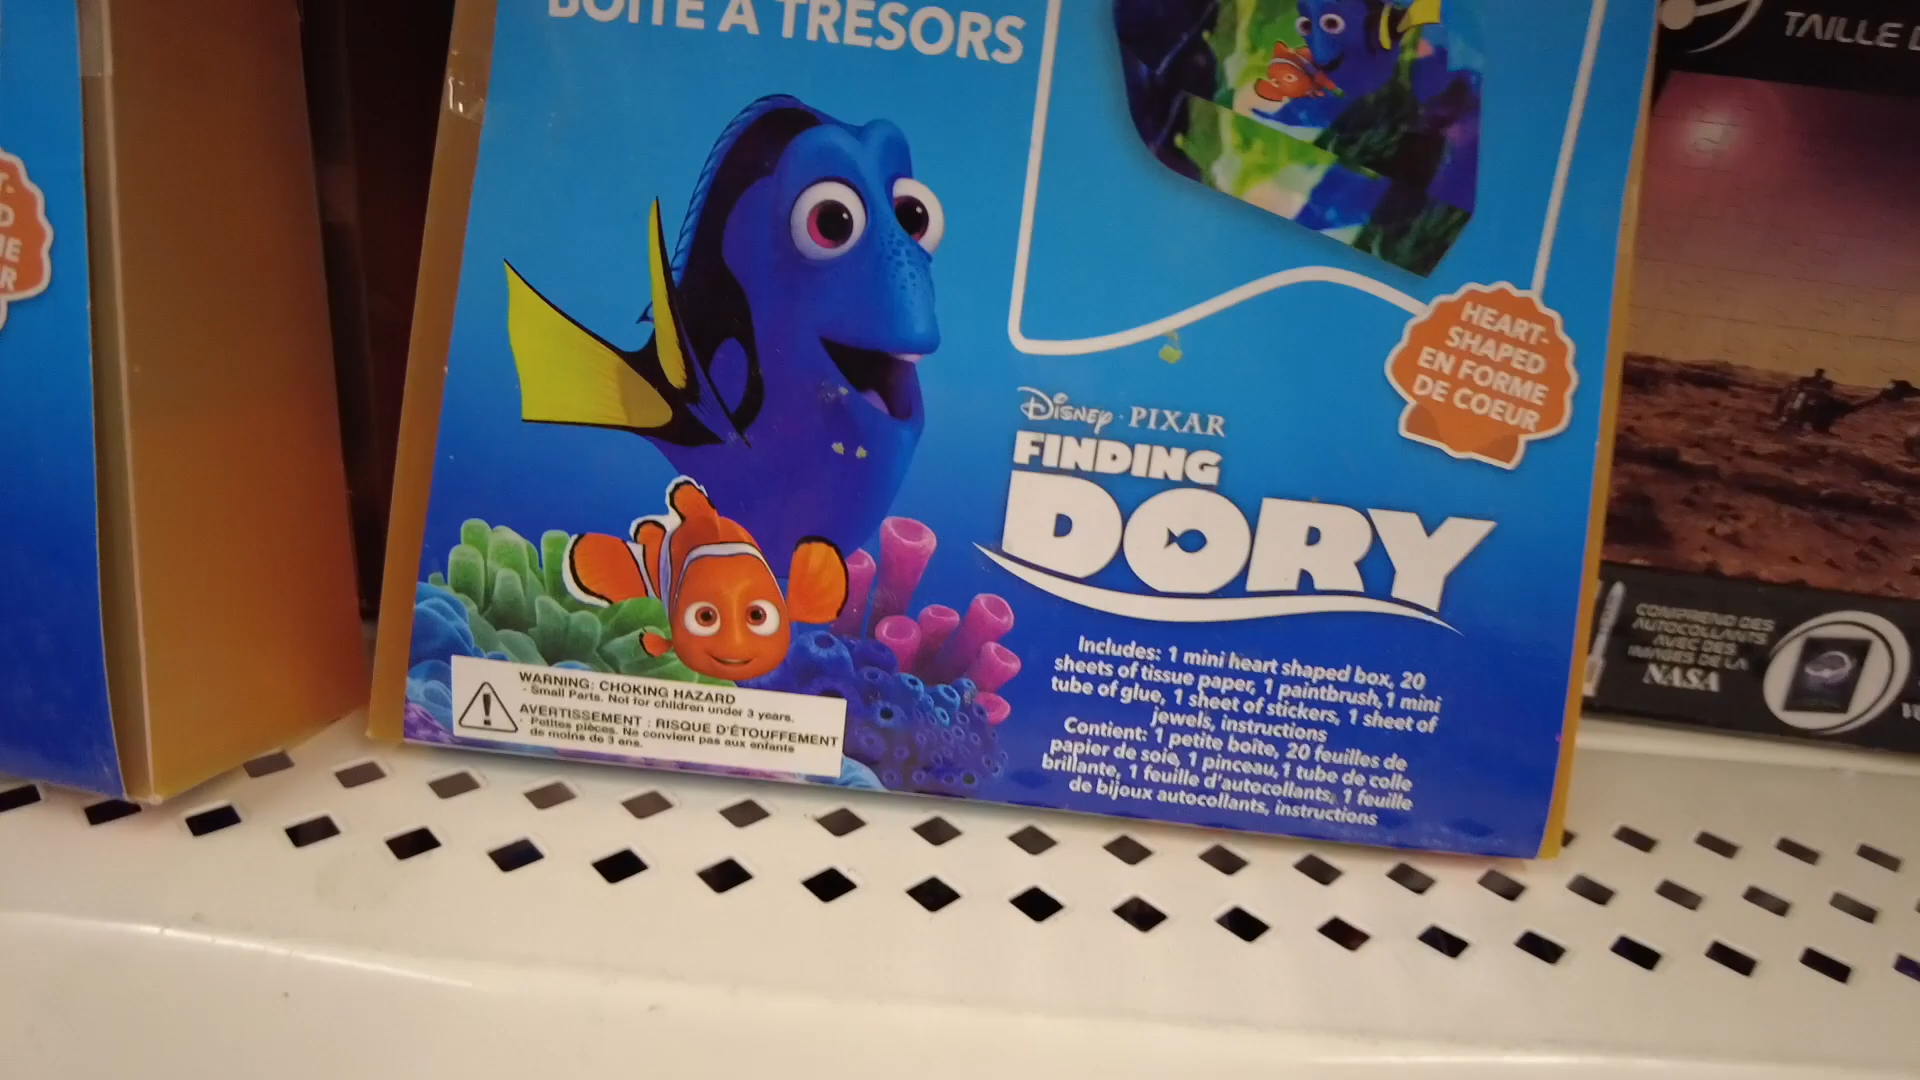 BOÎTE À TRÉSORS
TAILLE
HEART-
SHAPED
EN FORME
DE COEUR
DISNEY · PIXAR
FINDING
DORY
Includes: 1 mini heart shaped box, 20
sheets of tissue paper, 1 paintbrush, 1 mini
tube of glue, 1 sheet of stickers, 1 sheet of
jewels, instructions
Contient: 1 petite boîte, 20 feuilles de
papier de soie, 1 pinceau, 1 tube de colle
brillante, 1 feuille d'autocollants, 1 feuille
de bijoux autocollants, instructions
WARNING: CHOKING HAZARD
- Small Parts. Not for children under 3 years.
AVERTISSEMENT : RISQUE D'ÉTOUFFEMENT
- Petites pièces. Ne convient pas aux enfants
de moins de 3 ans.
COMPREND DES
AUTOCOLLANTS
AVEC DES
IMAGES DE LA
NASA